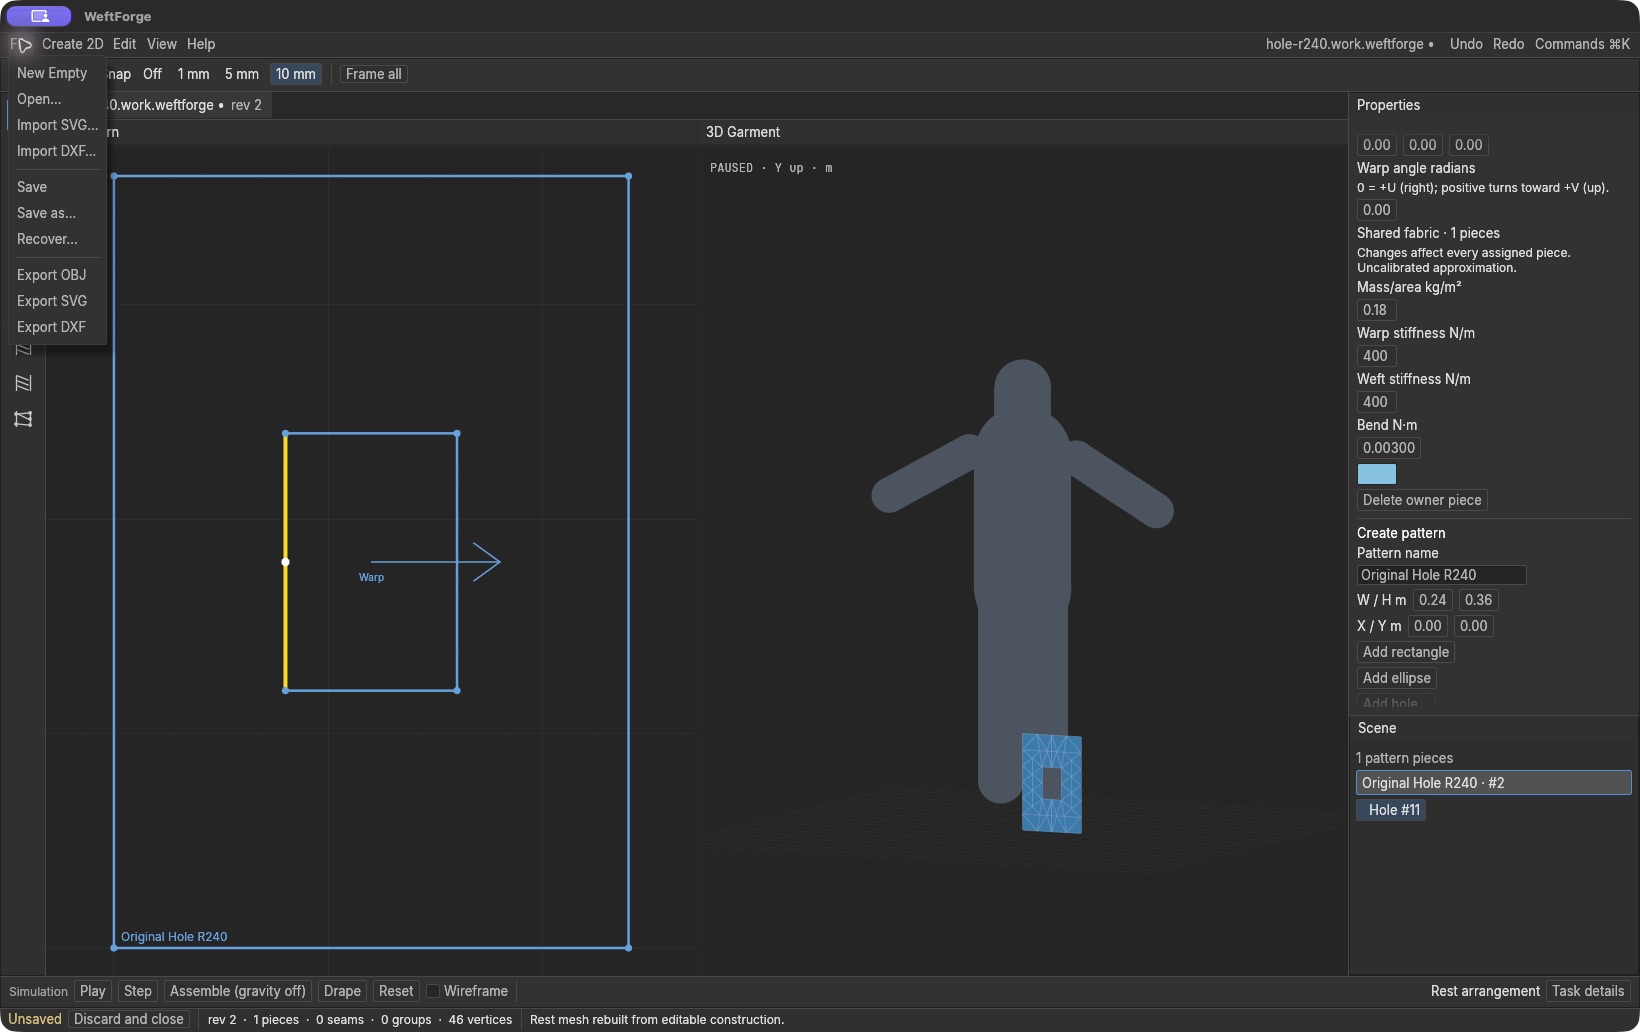 WeftForge
Create 2D Edit View Help
hole-r240.work.weftforge • Undo Redo Commands ⌘K
Off 1 mm 5 mm 10 mm Frame all
New Empty
Open...
Import SVG...
Import DXF...
Save
Save as...
Recover...
Export OBJ
Export SVG
Export DXF
.work.weftforge • rev 2
3D Garment
PAUSED · Y up · m
Warp
Original Hole R240
Properties
0.00 0.00 0.00
Warp angle radians
0 = +U (right); positive turns toward +V (up).
0.00
Shared fabric · 1 pieces
Changes affect every assigned piece.
Uncalibrated approximation.
Mass/area kg/m²
0.18
Warp stiffness N/m
400
Weft stiffness N/m
400
Bend N·m
0.00300
Delete owner piece
Create pattern
Pattern name
Original Hole R240
W / H m 0.24 0.36
X / Y m 0.00 0.00
Add rectangle
Add ellipse
Add hole
Scene
1 pattern pieces
Original Hole R240 · #2
Hole #11
Simulation Play Step Assemble (gravity off) Drape Reset Wireframe
Rest arrangement Task details
Unsaved Discard and close rev 2 · 1 pieces · 0 seams · 0 groups · 46 vertices Rest mesh rebuilt from editable construction.